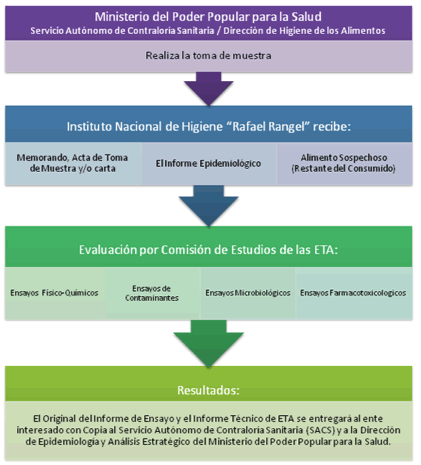 Ministerio del Poder Popular para la Salud
Servicio Autónomo de Contraloría Sanitaria / Dirección de Higiene de los Alimentos
Realiza la toma de muestra
Instituto Nacional de Higiene “Rafael Rangel” recibe:
Memorando, Acta de Toma
de Muestra y/o carta
El Informe Epidemiológico
Alimento Sospechoso
(Restante del Consumido)
Evaluación por Comisión de Estudios de las ETA:
Ensayos Físico-Químicos
Ensayos de
Contaminantes
Ensayos Microbiológicos
Ensayos Farmacotoxicologicos
Resultados:
El Original del Informe de Ensayo y el Informe Técnico de ETA se entregará al ente
interesado con Copia al Servicio Autónomo de Contraloría Sanitaria (SACS) y a la Dirección
de Epidemiología y Análisis Estratégico del Ministerio del Poder Popular para la Salud.